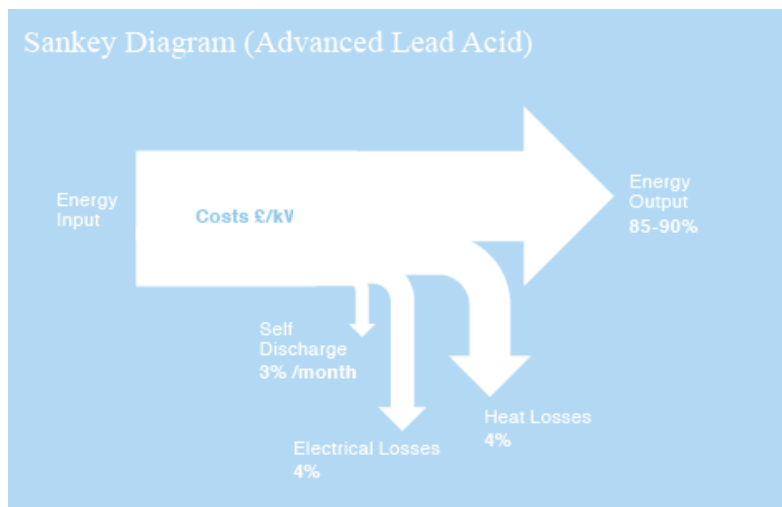 Sankey Diagram (Advanced Lead Acid)
Energy
Input
Costs £/kV
Energy
Output
85-90%
Self
Discharge
3% /month
Heat Losses
4%
Electrical Losses
4%